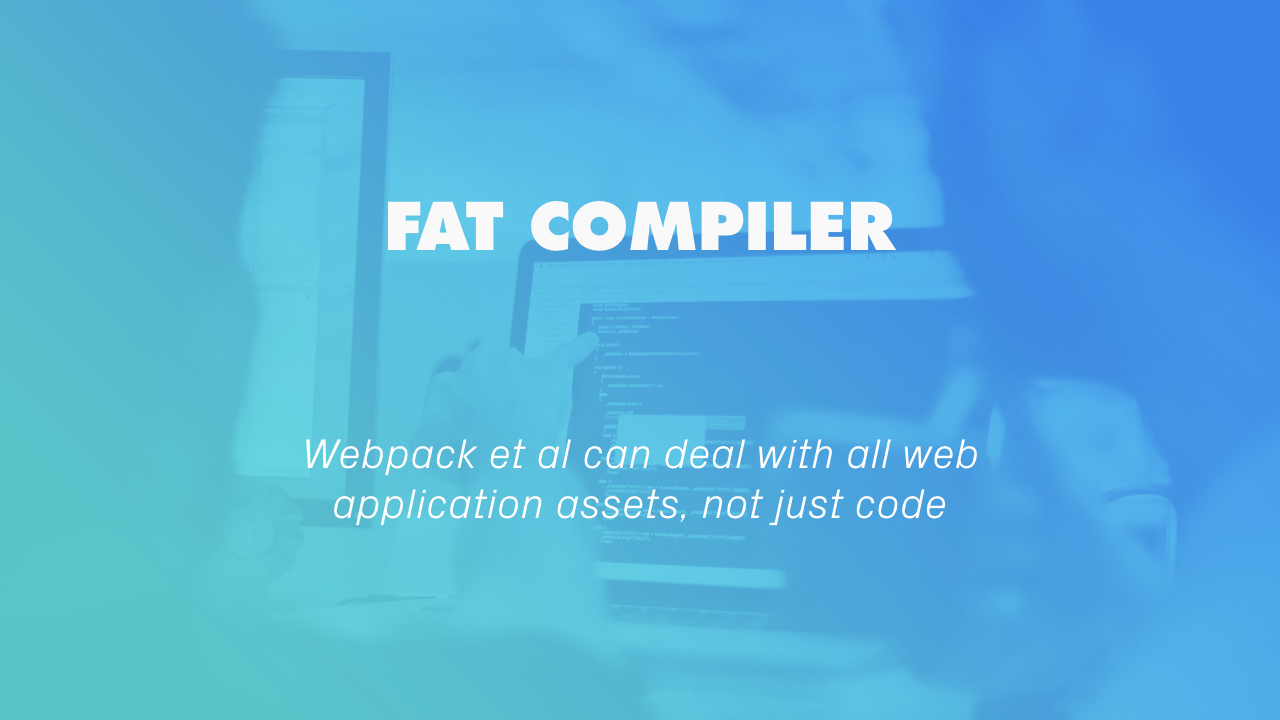 FAT COMPILER
Webpack et al can deal with all web
application assets, not just code